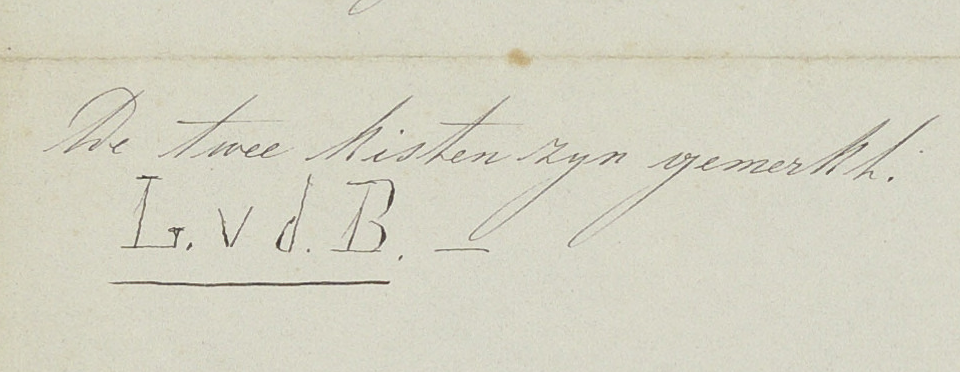 De twee kisten zyn gemerkt.
L. v d. B. —